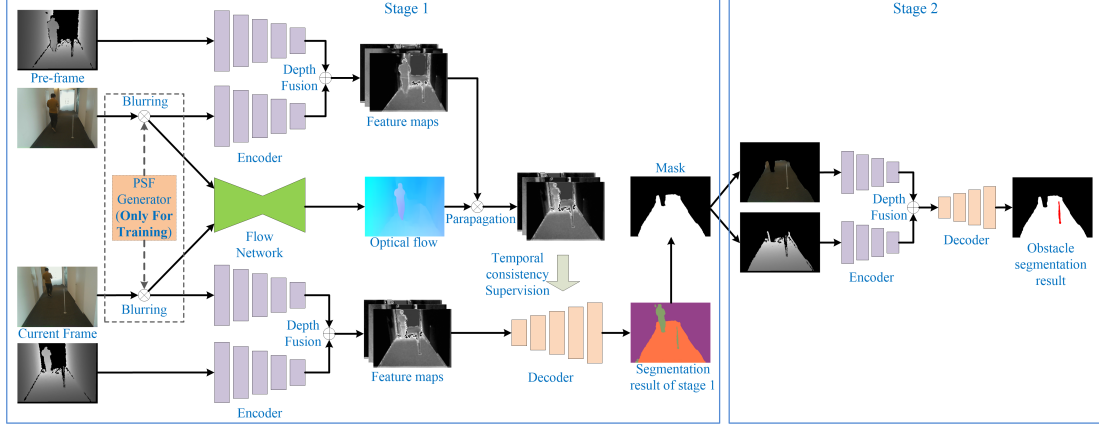 Stage 1
Stage 2
Pre-frame
Blurring
Depth
Fusion
Feature maps
Encoder
PSF
Generator
(Only For
Training)
Flow
Network
Optical flow
Parapagation
Mask
Temporal
consistency
Supervision
Blurring
Current Frame
Depth
Fusion
Feature maps
Encoder
Decoder
Segmentation
result of stage 1
Depth
Fusion
Encoder
Decoder
Obstacle
segmentation
result